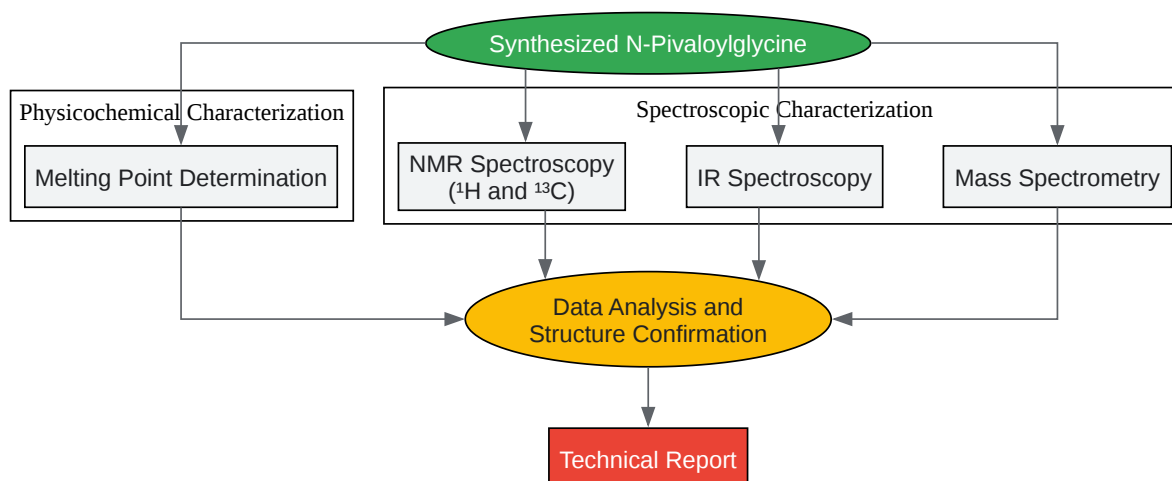 Synthesized N-Pivaloylglycine
Physicochemical Characterization
Spectroscopic Characterization
Melting Point Determination
NMR Spectroscopy
(¹H and ¹³C)
IR Spectroscopy
Mass Spectrometry
Data Analysis and
Structure Confirmation
Technical Report